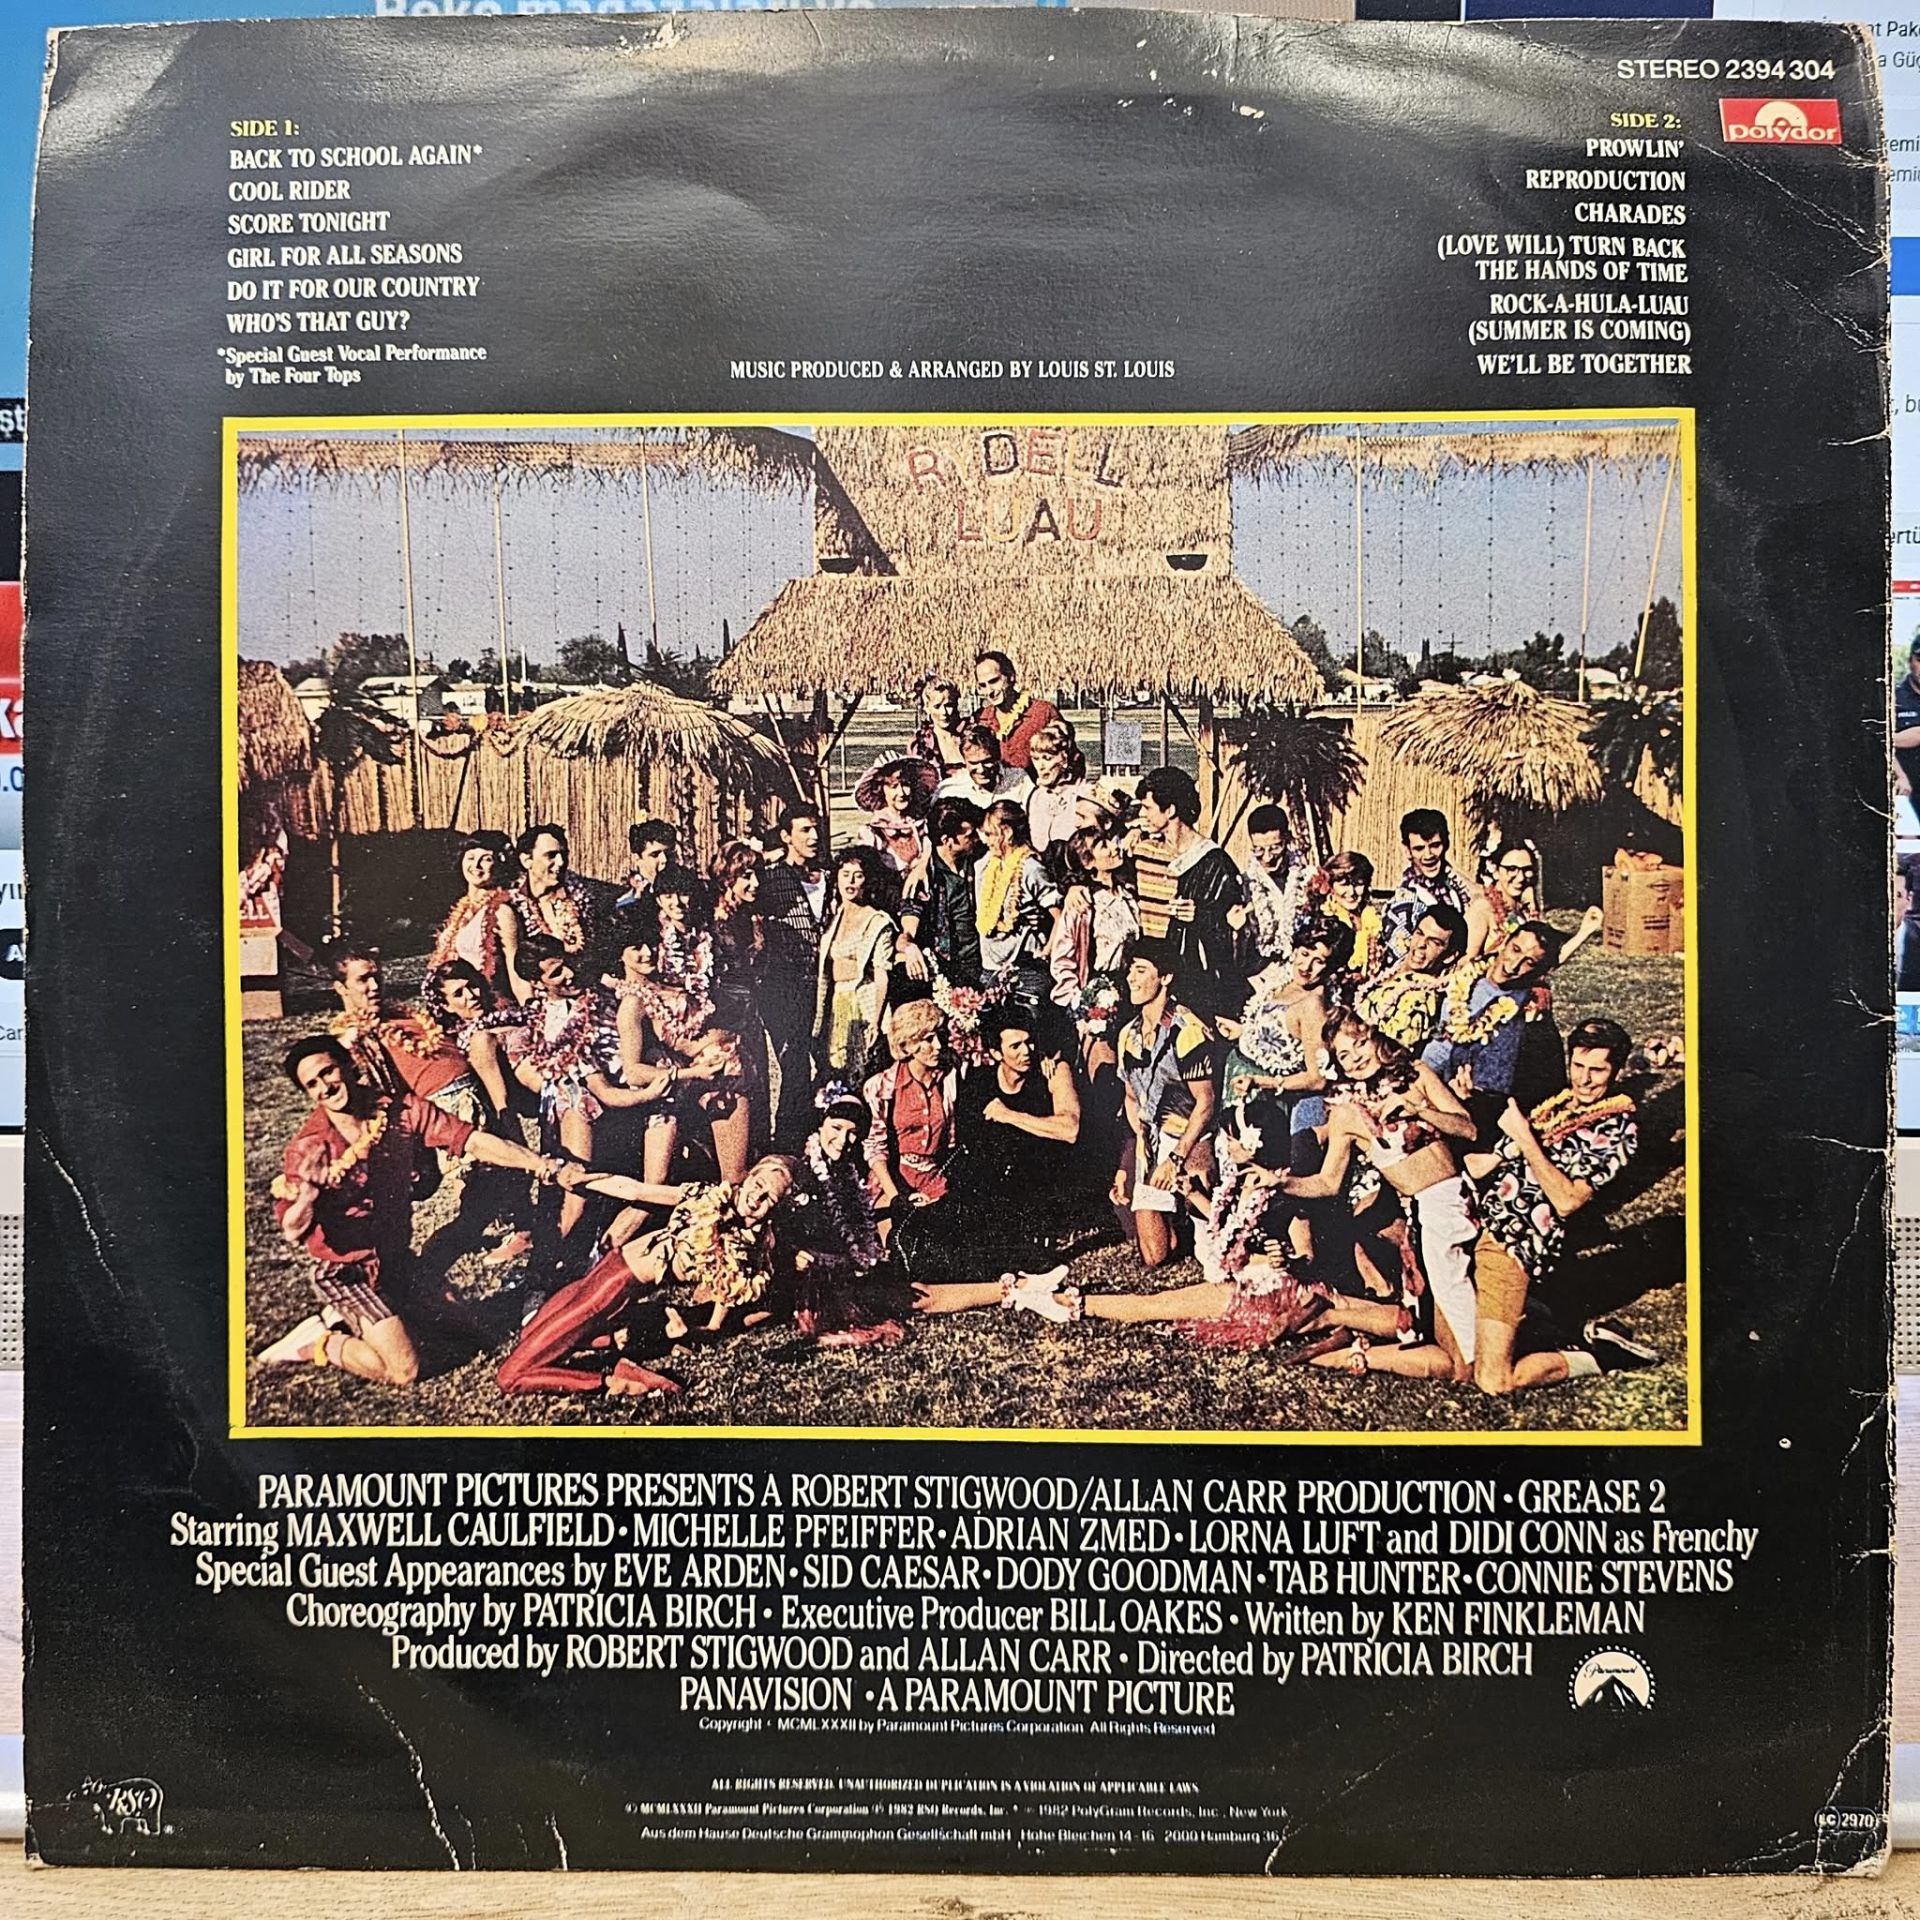 STEREO 2394 304
polydor
SIDE 1:
BACK TO SCHOOL AGAIN*
COOL RIDER
SCORE TONIGHT
GIRL FOR ALL SEASONS
DO IT FOR OUR COUNTRY
WHO'S THAT GUY?
*Special Guest Vocal Performance
by The Four Tops
SIDE 2:
PROWLIN'
REPRODUCTION
CHARADES
(LOVE WILL) TURN BACK
THE HANDS OF TIME
ROCK-A-HULA-LUAU
(SUMMER IS COMING)
WE'LL BE TOGETHER
MUSIC PRODUCED & ARRANGED BY LOUIS ST. LOUIS
RYDELL
LUAU
PARAMOUNT PICTURES PRESENTS A ROBERT STIGWOOD/ALLAN CARR PRODUCTION • GREASE 2
Starring MAXWELL CAULFIELD • MICHELLE PFEIFFER • ADRIAN ZMED • LORNA LUFT and DIDI CONN as Frenchy
Special Guest Appearances by EVE ARDEN • SID CAESAR • DODY GOODMAN • TAB HUNTER • CONNIE STEVENS
Choreography by PATRICIA BIRCH • Executive Producer BILL OAKES • Written by KEN FINKLEMAN
Produced by ROBERT STIGWOOD and ALLAN CARR • Directed by PATRICIA BIRCH
PANAVISION • A PARAMOUNT PICTURE
Paramount
Copyright MCMLXXXII by Paramount Pictures Corporation All Rights Reserved
ALL RIGHTS RESERVED. UNAUTHORIZED DUPLICATION IS A VIOLATION OF APPLICABLE LAWS
MCMLXXXII Paramount Pictures Corporation ℗ 1982 RSO Records, Inc. 1982 PolyGram Records, Inc., New York
Aus dem Hause Deutsche Grammophon Gesellschaft mbH Hohe Bleichen 14-16 2000 Hamburg 36
RSO
LC 2970